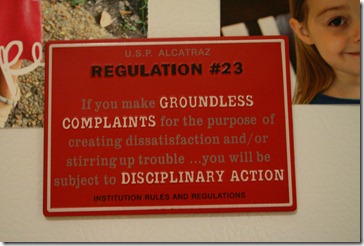 U.S.P. ALCATRAZ
REGULATION #23
If you make GROUNDLESS
COMPLAINTS for the purpose of
creating dissatisfaction and/or
stirring up trouble ...you will be
subject to DISCIPLINARY ACTION
INSTITUTION RULES AND REGULATIONS